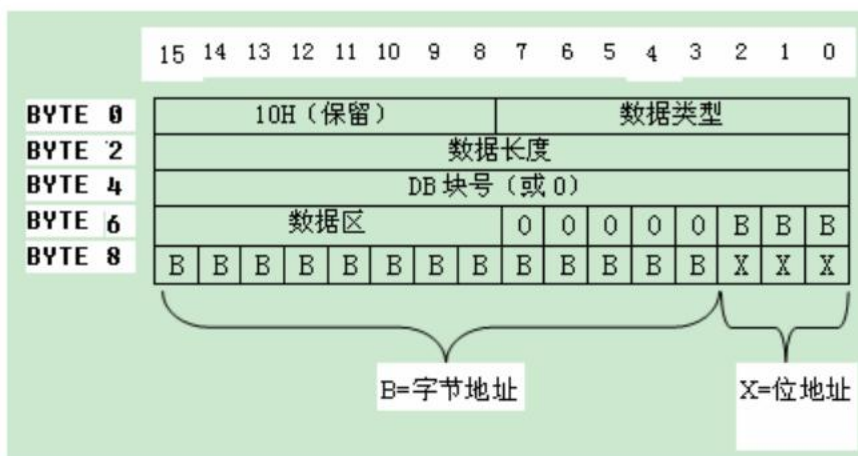 15 14 13 12 11 10 9 8 7 6 5 4 3 2 1 0
BYTE 0 10H（保留） 数据类型
BYTE 2 数据长度
BYTE 4 DB块号（或0）
BYTE 6 数据区 0 0 0 0 0 B B B
BYTE 8 B B B B B B B B B B B B B X X X
B=字节地址 X=位地址